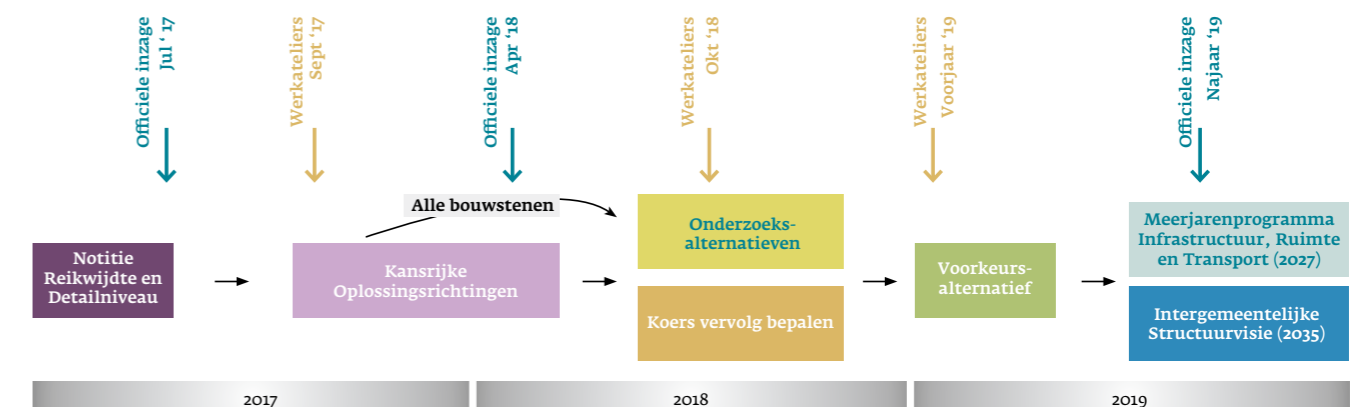 Officiele inzage
Jul ‘ 17
Werkateliers
Sept ‘17
Officiele inzage
Apr ‘18
Werkateliers
Okt ‘18
Werkateliers
Voorjaar ‘19
Officiele inzage
Najaar ‘19
Notitie
Reikwijdte en
Detailniveau
Alle bouwstenen
Kansrijke
Oplossingsrichtingen
Onderzoeks-
alternatieven
Koers vervolg bepalen
Voorkeurs-
alternatief
Meerjarenprogramma
Infrastructuur, Ruimte
en Transport (2027)
Intergemeentelijke
Structuurvisie (2035)
2017
2018
2019